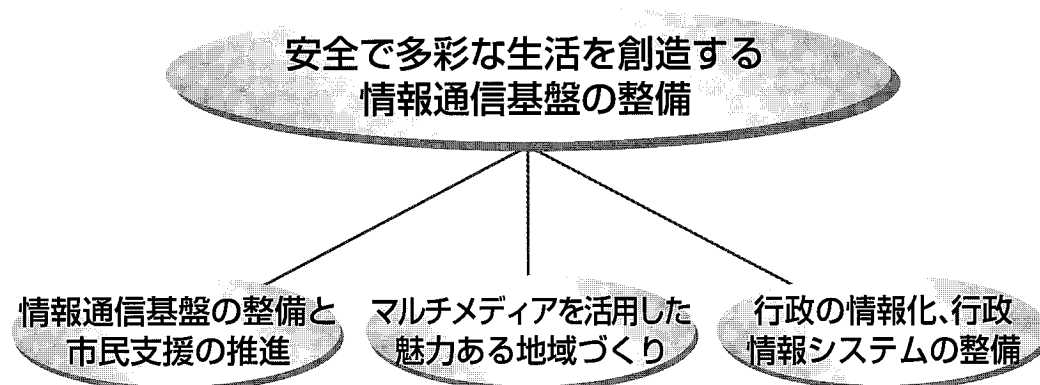 安全で多彩な生活を創造する
情報通信基盤の整備
情報通信基盤の整備と
市民支援の推進
マルチメディアを活用した
魅力ある地域づくり
行政の情報化、行政
情報システムの整備